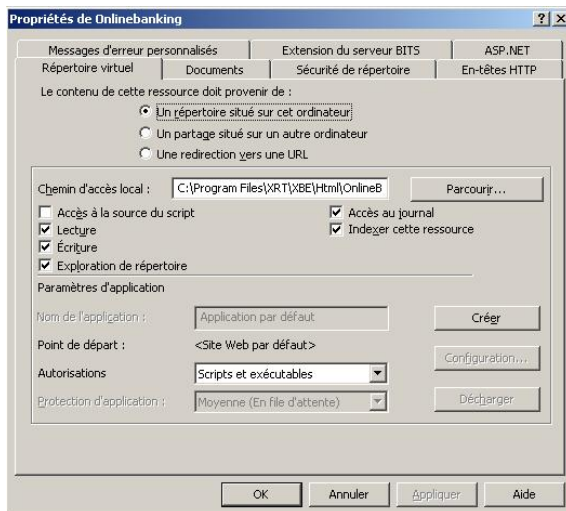 Propriétés de Onlinebanking
Messages d'erreur personnalisés
Extension du serveur BITS
ASP.NET
Répertoire virtuel
Documents
Sécurité de répertoire
En-têtes HTTP
Le contenu de cette ressource doit provenir de :
Un répertoire situé sur cet ordinateur
Un partage situé sur un autre ordinateur
Une redirection vers une URL
Chemin d'accès local :
C:\Program Files\XRT\XBE\Html\OnlineB
Parcourir...
Accès à la source du script
Accès au journal
Lecture
Indexer cette ressource
Écriture
Exploration de répertoire
Paramètres d'application
Nom de l'application :
Application par défaut
Créer
Point de départ :
<Site Web par défaut>
Configuration...
Autorisations
Scripts et exécutables
Protection d'application :
Moyenne (En file d'attente)
Décharger
OK
Annuler
Appliquer
Aide